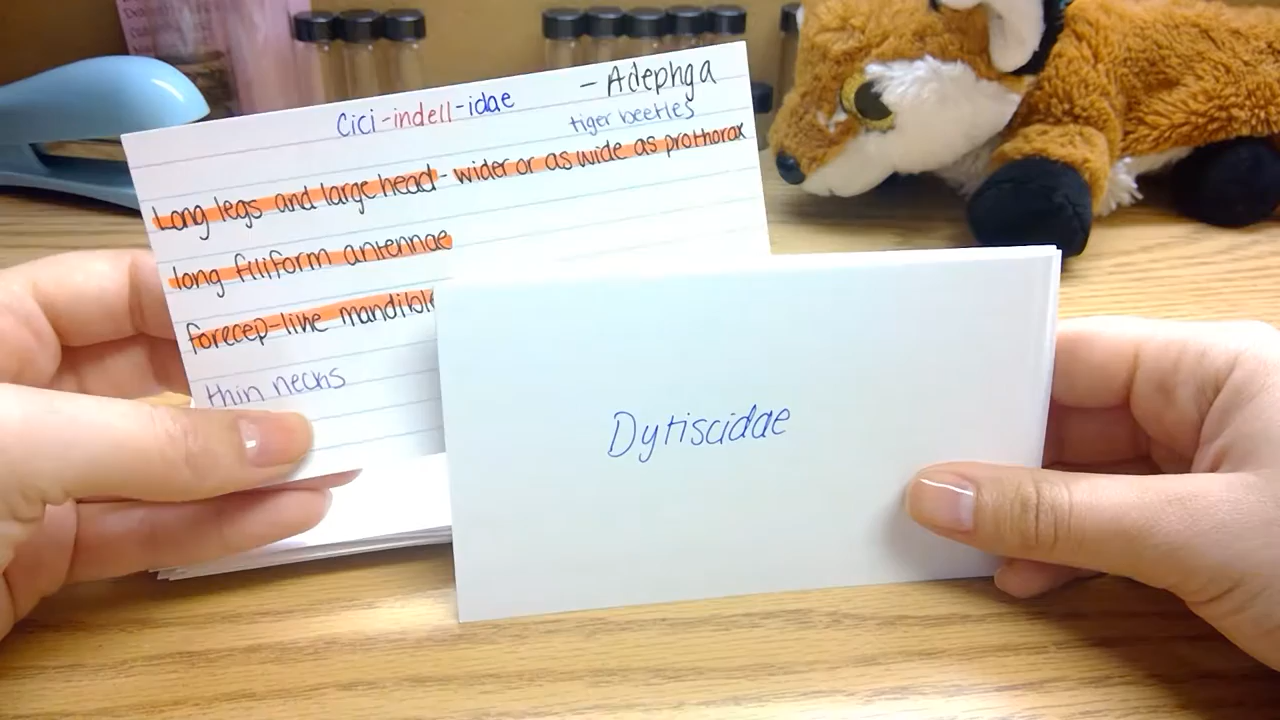 Cici-indell-idae
- Adephga
tiger beetles
Long legs and large head - wider or as wide as prothorax
long filiform antennae
forecep-like mandible
thin necks
Dytiscidae